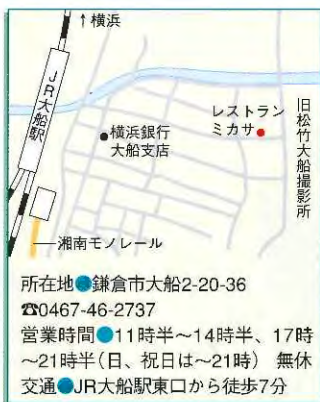 ↑横浜
JR大船駅
レストラン
ミカサ
旧松竹大船撮影所
横浜銀行
大船支店
湘南モノレール
所在地●鎌倉市大船2-20-36
☎0467-46-2737
営業時間●11時半〜14時半、17時
〜21時半(日、祝日は〜21時) 無休
交通●JR大船駅東口から徒歩7分